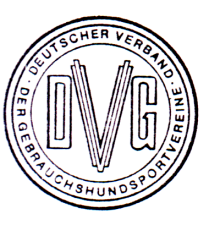 · DEUTSCHER VERBAND · DER GEBRAUCHSHUNDSPORTVEREINE
DVG